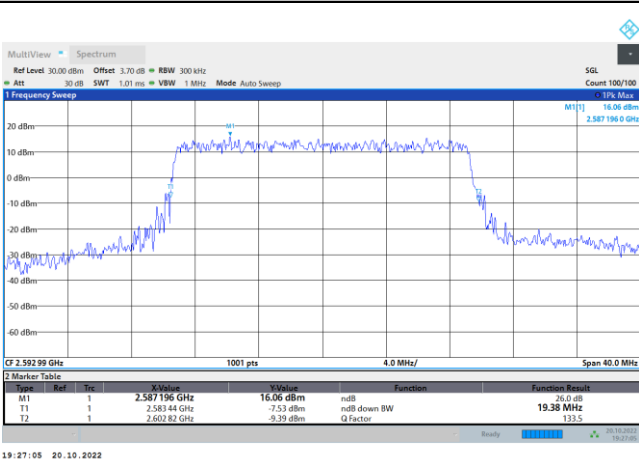 MultiView Spectrum
Ref Level 30.00 dBm Offset 3.70 dB RBW 300 kHz SGL
Att 30 dB SWT 1.01 ms VBW 1 MHz Mode Auto Sweep Count 100/100
1 Frequency Sweep 1Pk Max
M1[1] 16.06 dBm
2.587 196 0 GHz
M1
20 dBm
10 dBm
0 dBm
T1
T2
-10 dBm
-20 dBm
-30 dBm
-40 dBm
-50 dBm
-60 dBm
CF 2.592 99 GHz 1001 pts 4.0 MHz/ Span 40.0 MHz
2 Marker Table
Type Ref Trc X-Value Y-Value Function Function Result
M1 1 2.587 196 GHz 16.06 dBm ndB 26.0 dB
T1 1 2.583 44 GHz -7.53 dBm ndB down BW 19.38 MHz
T2 1 2.602 82 GHz -9.39 dBm Q Factor 133.5
Ready 20.10.2022
19:27:05
19:27:05 20.10.2022